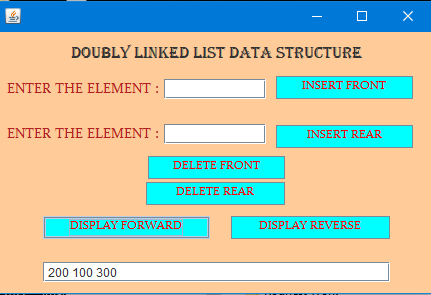 DOUBLY LINKED LIST DATA STRUCTURE
ENTER THE ELEMENT : INSERT FRONT
ENTER THE ELEMENT : INSERT REAR
DELETE FRONT
DELETE REAR
DISPLAY FORWARD DISPLAY REVERSE
200 100 300